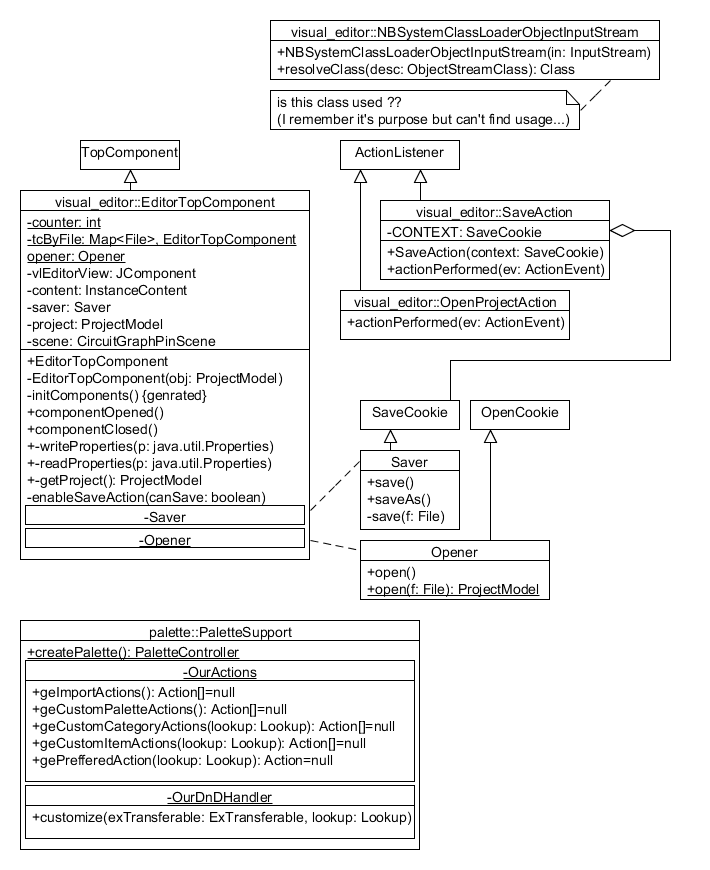 visual_editor::NBSystemClassLoaderObjectInputStream
+NBSystemClassLoaderObjectInputStream(in: InputStream)
+resolveClass(desc: ObjectStreamClass): Class
is this class used ??
(I remember it's purpose but can't find usage...)
TopComponent
ActionListener
visual_editor::EditorTopComponent
-counter: int
-tcByFile: Map<File>, EditorTopComponent
opener: Opener
-vlEditorView: JComponent
-content: InstanceContent
-saver: Saver
-project: ProjectModel
-scene: CircuitGraphPinScene
+EditorTopComponent
-EditorTopComponent(obj: ProjectModel)
-initComponents() {genrated}
+componentOpened()
+componentClosed()
+-writeProperties(p: java.util.Properties)
+-readProperties(p: java.util.Properties)
+-getProject(): ProjectModel
-enableSaveAction(canSave: boolean)
-Saver
-Opener
visual_editor::SaveAction
-CONTEXT: SaveCookie
+SaveAction(context: SaveCookie)
+actionPerformed(ev: ActionEvent)
visual_editor::OpenProjectAction
+actionPerformed(ev: ActionEvent)
SaveCookie
OpenCookie
Saver
+save()
+saveAs()
-save(f: File)
Opener
+open()
+open(f: File): ProjectModel
palette::PaletteSupport
+createPalette(): PaletteController
-OurActions
+geImportActions(): Action[]=null
+geCustomPaletteActions(): Action[]=null
+geCustomCategoryActions(lookup: Lookup): Action[]=null
+geCustomItemActions(lookup: Lookup): Action[]=null
+gePrefferedAction(lookup: Lookup): Action=null
-OurDnDHandler
+customize(exTransferable: ExTransferable, lookup: Lookup)